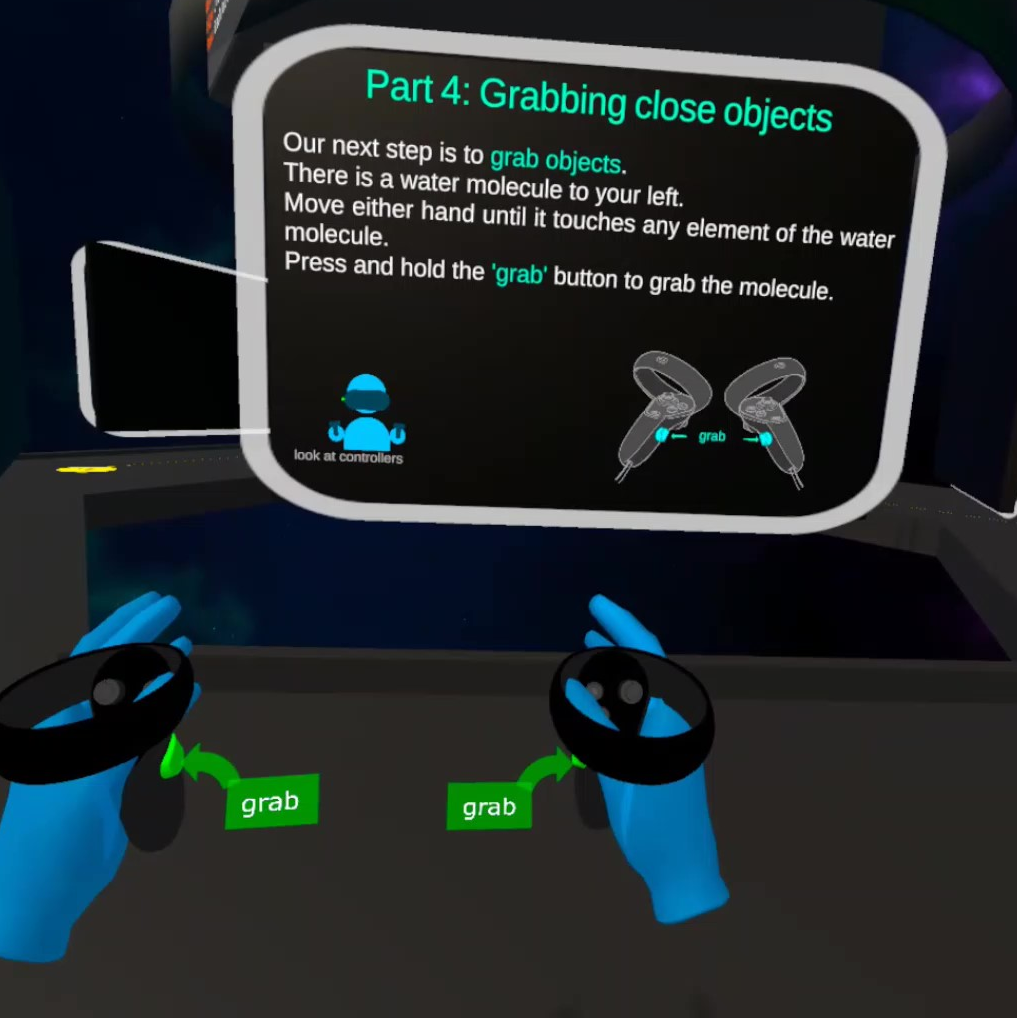 Part 4: Grabbing close objects
Our next step is to grab objects.
There is a water molecule to your left.
Move either hand until it touches any element of the water
molecule.
Press and hold the 'grab' button to grab the molecule.
look at controllers
grab
grab
grab